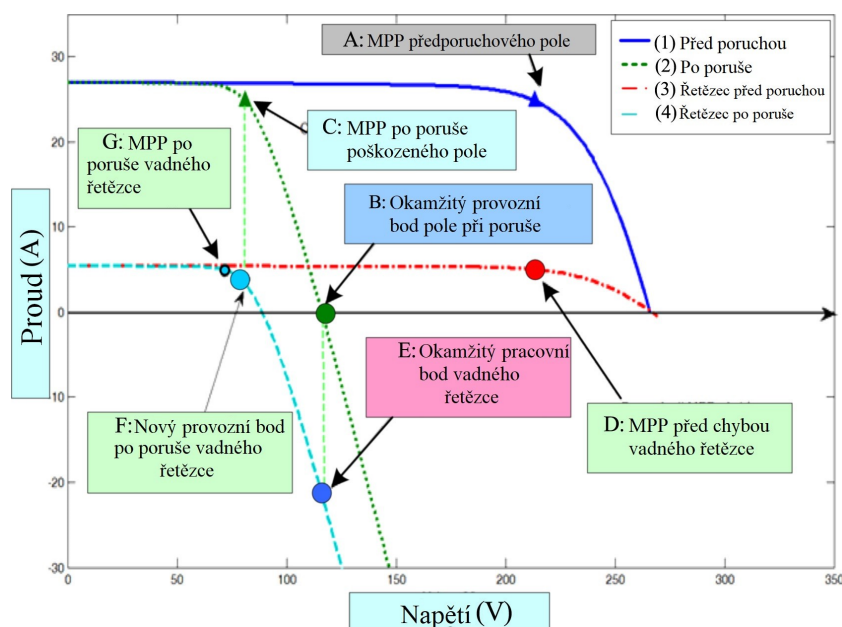 A: MPP předporuchového pole
(1) Před poruchou
(2) Po poruše
(3) Řetězec před poruchou
(4) Řetězec po poruše
C: MPP po poruše
poškozeného pole
G: MPP po
poruše vadného
řetězce
B: Okamžitý provozní
bod pole při poruše
E: Okamžitý pracovní
bod vadného
řetězce
F: Nový provozní bod
po poruše vadného
řetězce
D: MPP před chybou
vadného řetězce
Proud (A)
30
20
10
0
-10
-20
-30
0
50
100
150
200
250
300
350
Napětí (V)